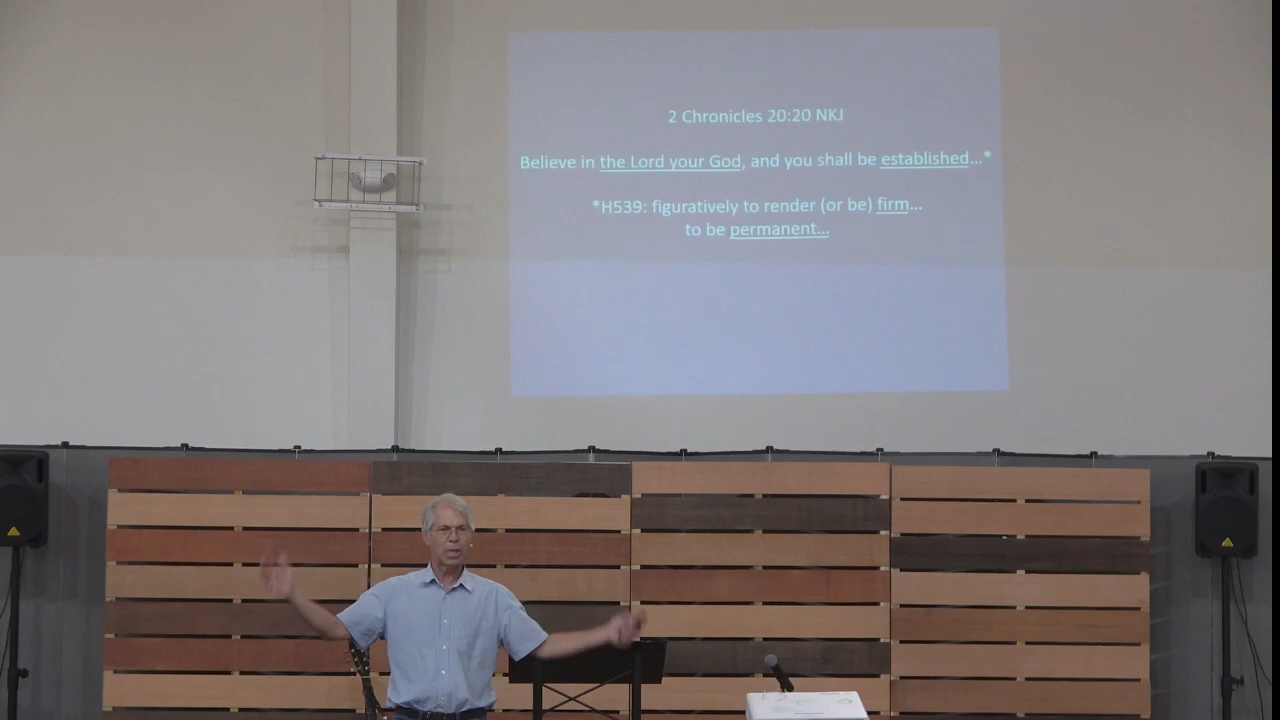 2 Chronicles 20:20 NKJ
Believe in the Lord your God, and you shall be established…*
*H539: figuratively to render (or be) firm…
to be permanent…